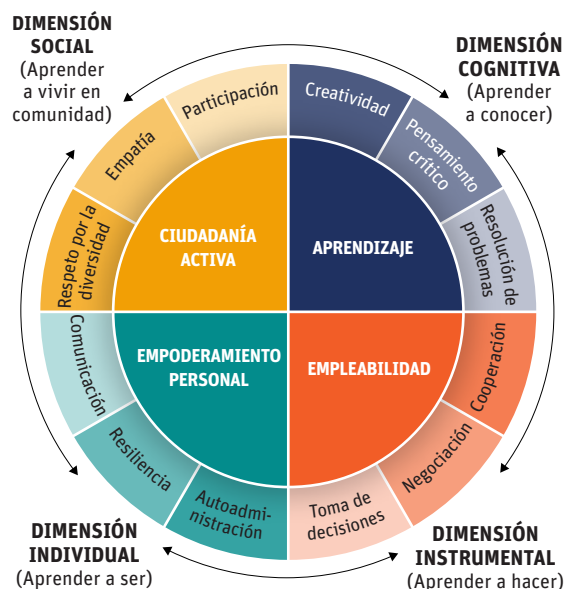 DIMENSIÓN
SOCIAL
(Aprender
a vivir en
comunidad)
DIMENSIÓN
COGNITIVA
(Aprender
a conocer)
Participación
Creatividad
Empatía
Pensamiento
crítico
Respeto por la
diversidad
Resolución de
problemas
CIUDADANÍA
ACTIVA
APRENDIZAJE
EMPODERAMIENTO
PERSONAL
EMPLEABILIDAD
Comunicación
Cooperación
Resiliencia
Negociación
Autoadmi-
nistración
Toma de
decisiones
DIMENSIÓN
INDIVIDUAL
(Aprender a ser)
DIMENSIÓN
INSTRUMENTAL
(Aprender a hacer)